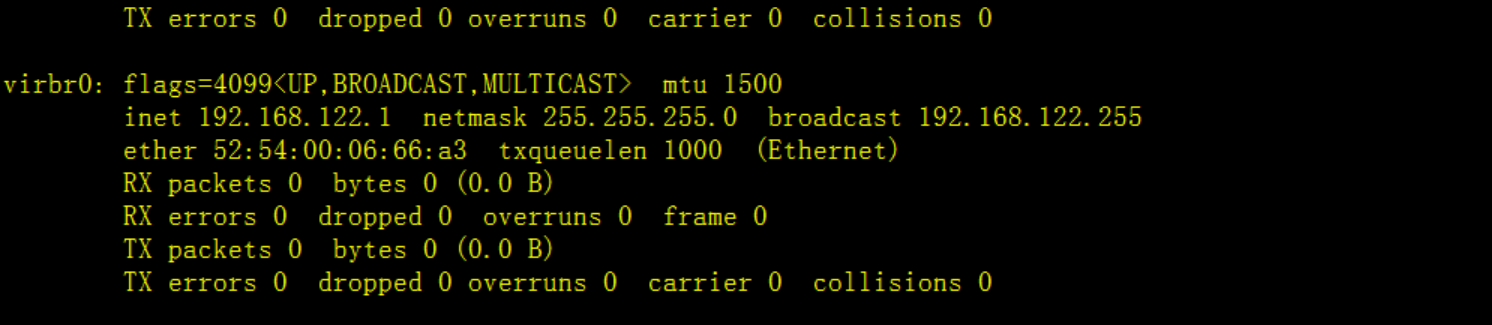 TX errors 0  dropped 0 overruns 0  carrier 0  collisions 0
virbr0: flags=4099<UP,BROADCAST,MULTICAST>  mtu 1500
inet 192.168.122.1  netmask 255.255.255.0  broadcast 192.168.122.255
ether 52:54:00:06:66:a3  txqueuelen 1000  (Ethernet)
RX packets 0  bytes 0 (0.0 B)
RX errors 0  dropped 0  overruns 0  frame 0
TX packets 0  bytes 0 (0.0 B)
TX errors 0  dropped 0 overruns 0  carrier 0  collisions 0